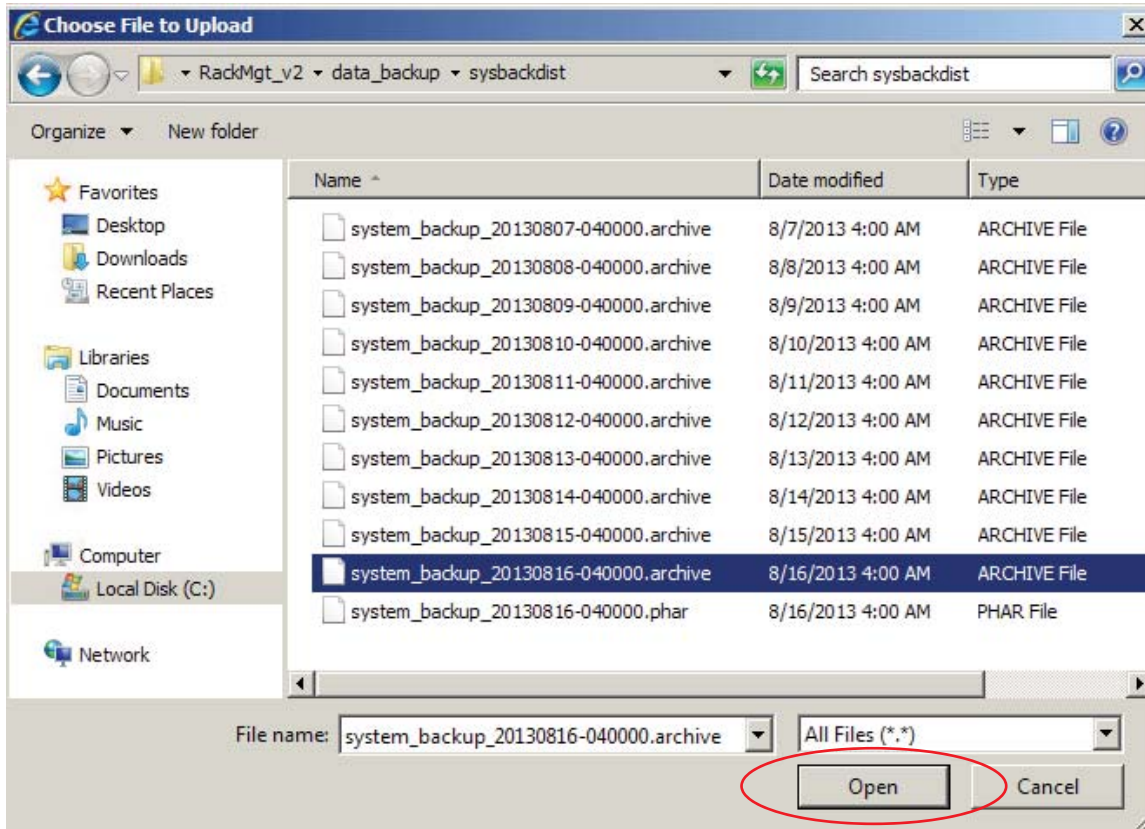 Choose File to Upload
RackMgt_v2 data_backup sysbackdist Search sysbackdist
Organize New folder
Name Date modified Type
Favorites
Desktop
Downloads
Recent Places
Libraries
Documents
Music
Pictures
Videos
Computer
Local Disk (C:)
Network
system_backup_20130807-040000.archive 8/7/2013 4:00 AM ARCHIVE File
system_backup_20130808-040000.archive 8/8/2013 4:00 AM ARCHIVE File
system_backup_20130809-040000.archive 8/9/2013 4:00 AM ARCHIVE File
system_backup_20130810-040000.archive 8/10/2013 4:00 AM ARCHIVE File
system_backup_20130811-040000.archive 8/11/2013 4:00 AM ARCHIVE File
system_backup_20130812-040000.archive 8/12/2013 4:00 AM ARCHIVE File
system_backup_20130813-040000.archive 8/13/2013 4:00 AM ARCHIVE File
system_backup_20130814-040000.archive 8/14/2013 4:00 AM ARCHIVE File
system_backup_20130815-040000.archive 8/15/2013 4:00 AM ARCHIVE File
system_backup_20130816-040000.archive 8/16/2013 4:00 AM ARCHIVE File
system_backup_20130816-040000.phar 8/16/2013 4:00 AM PHAR File
File name: system_backup_20130816-040000.archive All Files (*.*)
Open Cancel